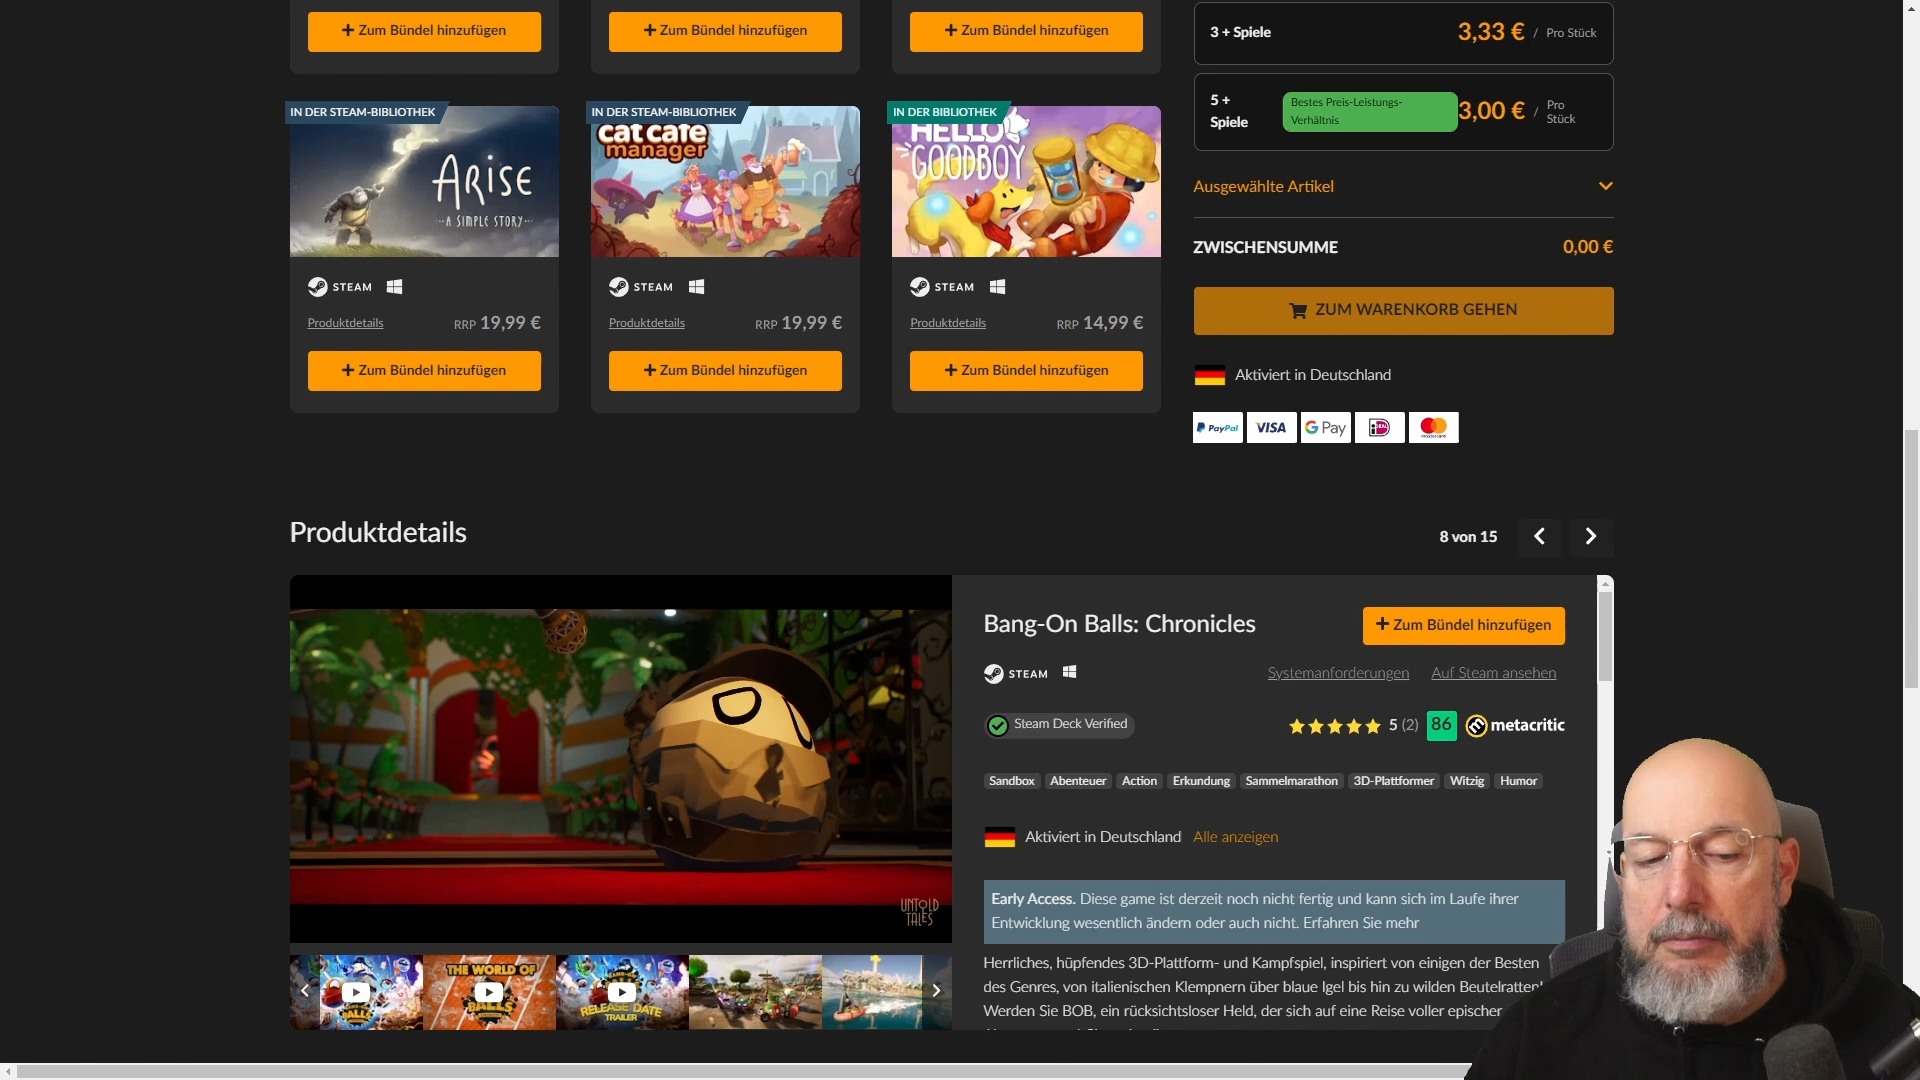 + Zum Bündel hinzufügen
+ Zum Bündel hinzufügen
+ Zum Bündel hinzufügen
3 + Spiele
3,33 € / Pro Stück
5 +
Spiele
Bestes Preis-Leistungs-
Verhältnis
3,00 € / Pro
Stück
IN DER STEAM-BIBLIOTHEK
IN DER STEAM-BIBLIOTHEK
IN DER BIBLIOTHEK
ARISE
A SIMPLE STORY
cat cafe
manager
HELLO
GOODBOY
STEAM
STEAM
STEAM
Produktdetails
RRP 19,99 €
Produktdetails
RRP 19,99 €
Produktdetails
RRP 14,99 €
+ Zum Bündel hinzufügen
+ Zum Bündel hinzufügen
+ Zum Bündel hinzufügen
Ausgewählte Artikel
ZWISCHENSUMME
0,00 €
ZUM WARENKORB GEHEN
Aktiviert in Deutschland
PayPal
VISA
G Pay
Produktdetails
8 von 15
UNTOLD
TALES
THE WORLD OF
BALLS
BALLS
RELEASE DATE
TRAILER
Bang-On Balls: Chronicles
+ Zum Bündel hinzufügen
STEAM
Systemanforderungen
Auf Steam ansehen
Steam Deck Verified
5 (2)
86
metacritic
Sandbox
Abenteuer
Action
Erkundung
Sammelmarathon
3D-Plattformer
Witzig
Humor
Aktiviert in Deutschland
Alle anzeigen
Early Access. Diese game ist derzeit noch nicht fertig und kann sich im Laufe ihrer
Entwicklung wesentlich ändern oder auch nicht. Erfahren Sie mehr
Herrliches, hüpfendes 3D-Plattform- und Kampfspiel, inspiriert von einigen der Besten
des Genres, von italienischen Klempnern über blaue Igel bis hin zu wilden Beutelratten!
Werden Sie BOB, ein rücksichtsloser Held, der sich auf eine Reise voller epischer